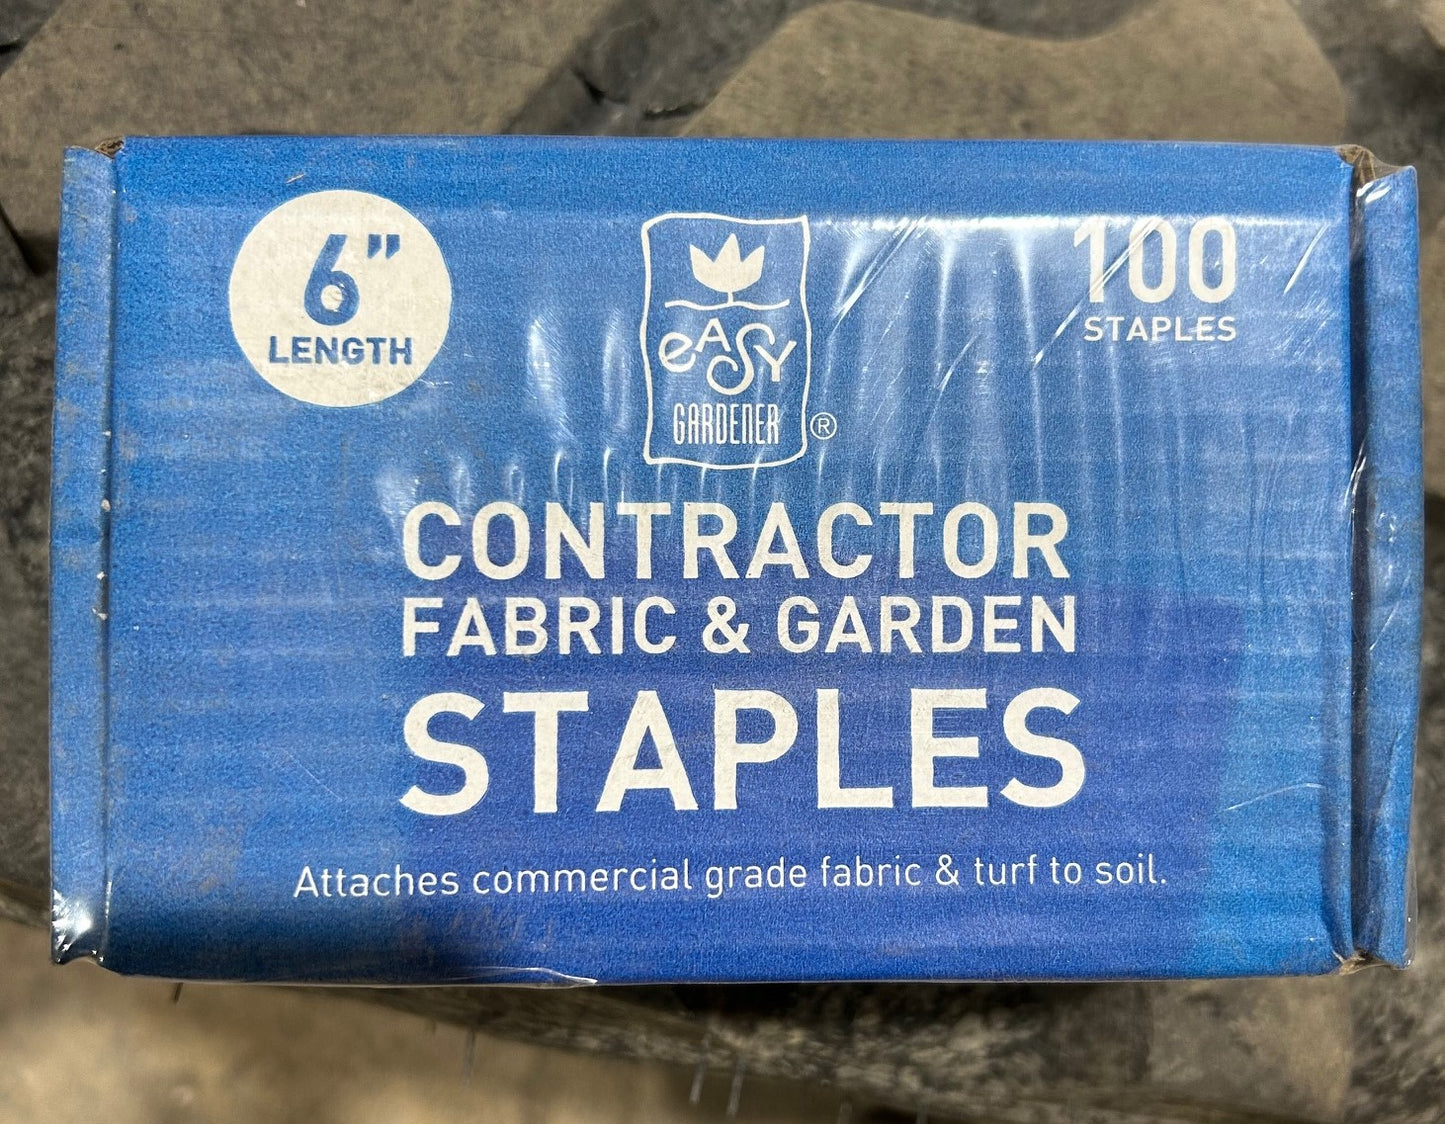 6"
LENGTH
eASy
GARDENER
®
100
STAPLES
CONTRACTOR
FABRIC & GARDEN
STAPLES
Attaches commercial grade fabric & turf to soil.